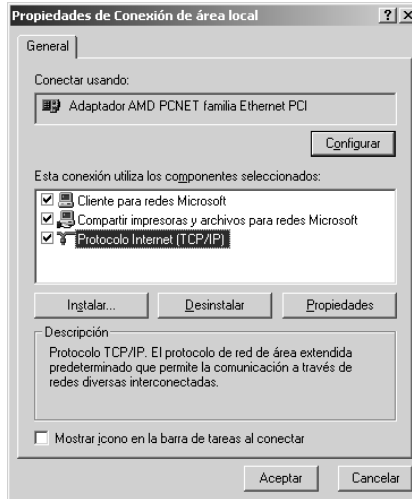 Propiedades de Conexión de área local
General
Conectar usando:
Adaptador AMD PCNET familia Ethernet PCI
Configurar
Esta conexión utiliza los componentes seleccionados:
Cliente para redes Microsoft
Compartir impresoras y archivos para redes Microsoft
Protocolo Internet (TCP/IP)
Instalar... Desinstalar Propiedades
Descripción
Protocolo TCP/IP. El protocolo de red de área extendida
predeterminado que permite la comunicación a través de
redes diversas interconectadas.
Mostrar icono en la barra de tareas al conectar
Aceptar Cancelar